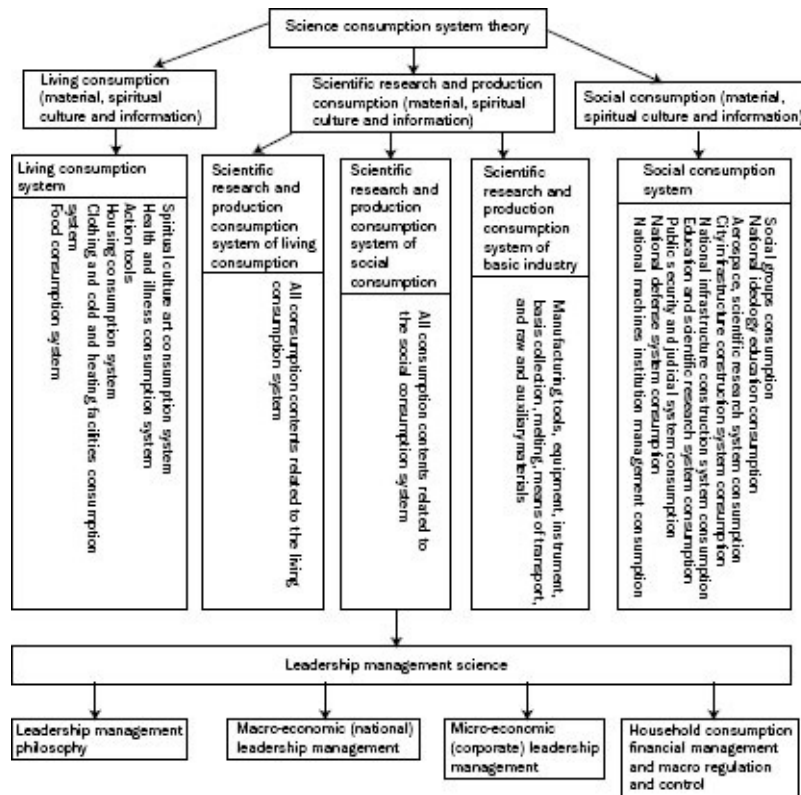 Science consumption system theory
Living consumption
(material, spiritual
culture and information)
Scientific research and production
consumption (material, spiritual
culture and information)
Social consumption (material,
spiritual culture and information)
Living consumption
system
Spiritual culture art consumption system
Health and illness consumption system
Action tools
Housing consumption system
Clothing and cold and heating facilities consumption
system
Food consumption system
Scientific
research and
production
consumption
system of living
consumption
All consumption contents related to the living
consumption system
Scientific
research and
production
consumption
system of
social
consumption
All consumption contents related to
the social consumption system
Scientific
research and
production
consumption
system of
basic industry
Manufacturing tools, equipment, instrument,
basis collection, melting, means of transport,
and raw and auxiliary materials
Social consumption
system
Social groups consumption
National ideology education consumption
Aerospace, scientific research system consumption
City infrastructure construction system consumption
National infrastructure construction system consumption
Education and scientific research system consumption
Public security and judicial system consumption
National defense system consumption
National machines institution management consumption
Leadership management science
Leadership management
philosophy
Macro-economic (national)
leadership management
Micro-economic
(corporate) leadership
management
Household consumption
financial management
and macro regulation
and control